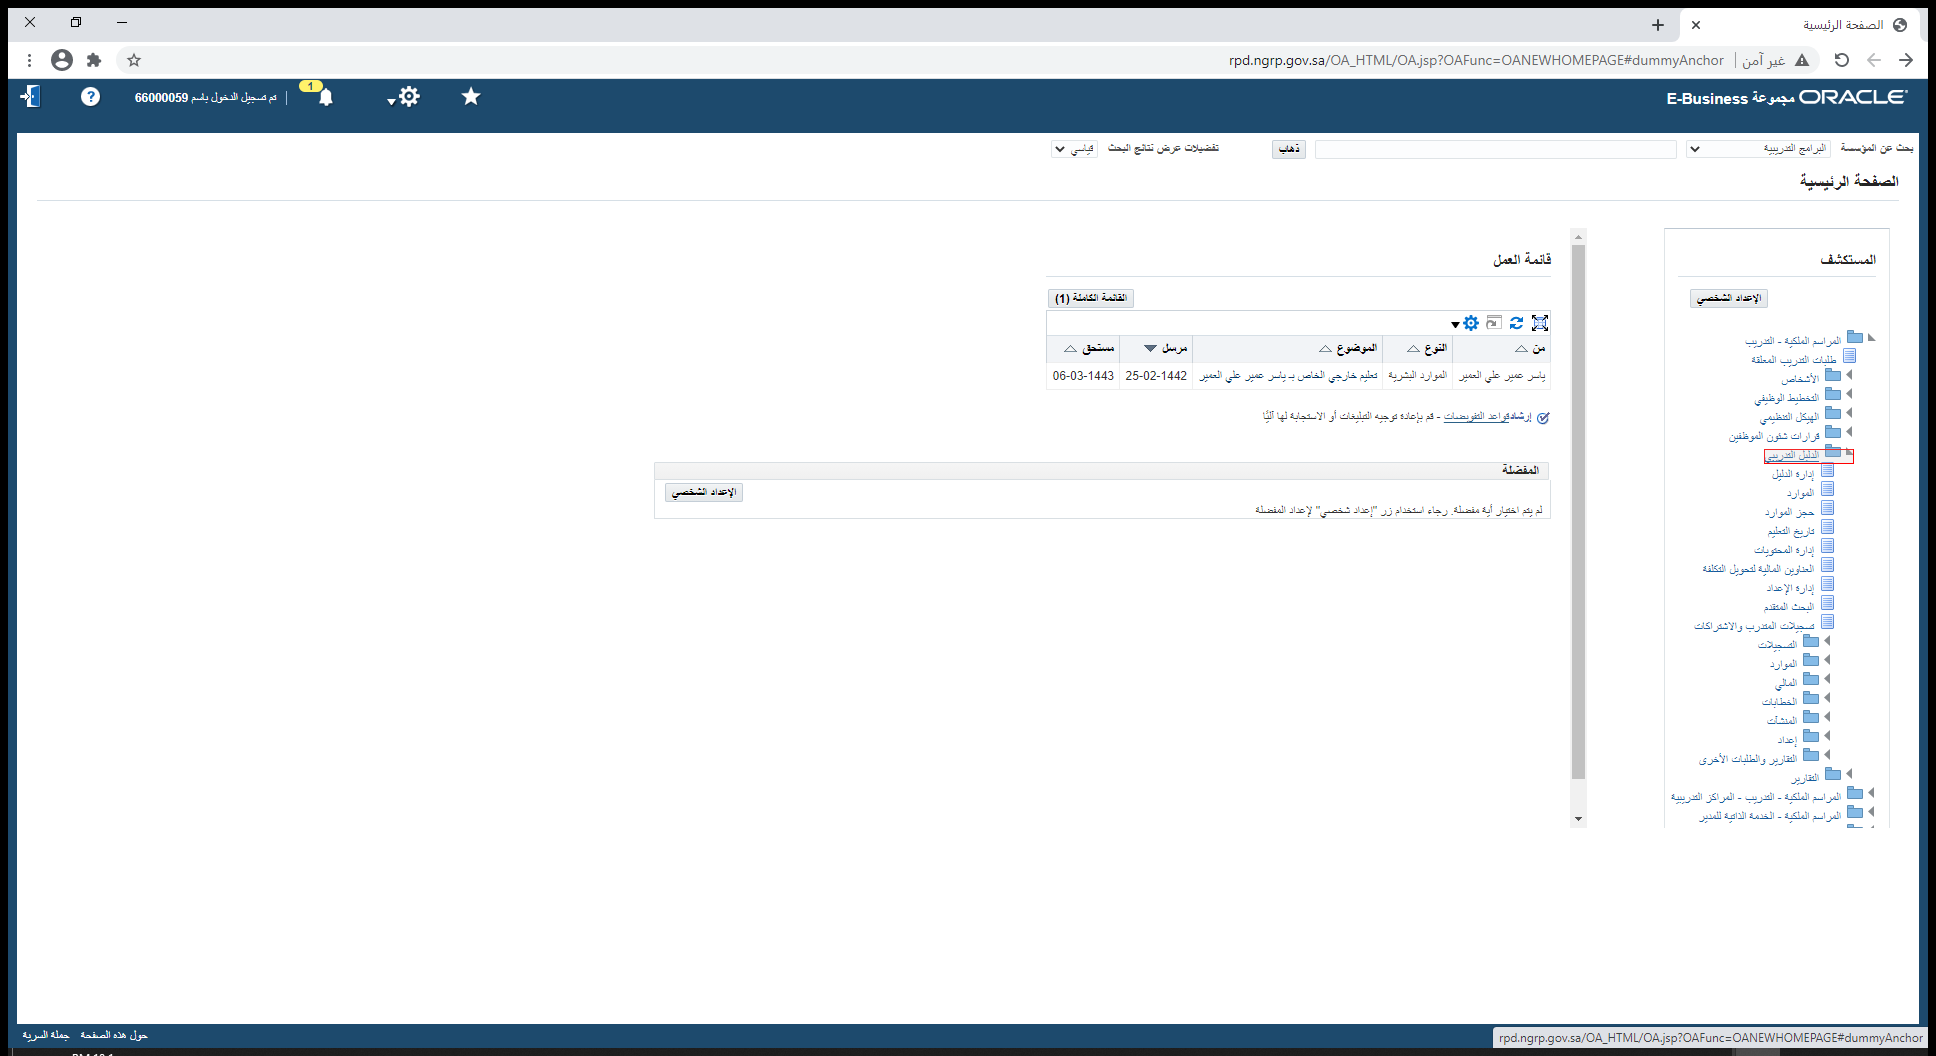 الصفحة الرئيسية
غير آمن rpd.ngrp.gov.sa/OA_HTML/OA.jsp?OAFunc=OANEWHOMEPAGE#dummyAnchor
ORACLE مجموعة E-Business
1
تم تسجيل الدخول باسم 66000059
بحث عن المؤسسة البرامج التدريبية ذهاب تفضيلات عرض نتائج البحث قياسي
الصفحة الرئيسية
المستكشف
الإعداد الشخصي
المراسم الملكية - التدريب
طلبات التدريب المعلقة
الأشخاص
التخطيط الوظيفي
الهيكل التنظيمي
قرارات شئون الموظفين
الدليل التدريبي
إدارة الدليل
الموارد
حجز الموارد
تاريخ التعليم
إدارة المحتويات
العناوين المالية لتحويل التكلفة
إدارة الإعداد
البحث المتقدم
تسجيلات المتدرب والاشتراكات
التسجيلات
الموارد
المالي
الخطابات
المنشآت
إعداد
التقارير والطلبات الأخرى
التقارير
المراسم الملكية - التدريب - المراكز التدريبية
المراسم الملكية - الخدمة الذاتية للمدير
قائمة العمل
القائمة الكاملة (1)
من النوع الموضوع مرسل مستحق
ياسر عمير علي العمير الموارد البشرية تعليم خارجي الخاص بـ ياسر عمير علي العمير 25-02-1442 06-03-1443
إرشادقواعد التفويضات - قم بإعادة توجيه التبليغات أو الاستجابة لها آليًا
المفضلة
الإعداد الشخصي
لم يتم اختيار أية مفضلة. رجاء استخدام زر "إعداد شخصي" لإعداد المفضلة
حول هذه الصفحة جملة السرية
rpd.ngrp.gov.sa/OA_HTML/OA.jsp?OAFunc=OANEWHOMEPAGE#dummyAnchor